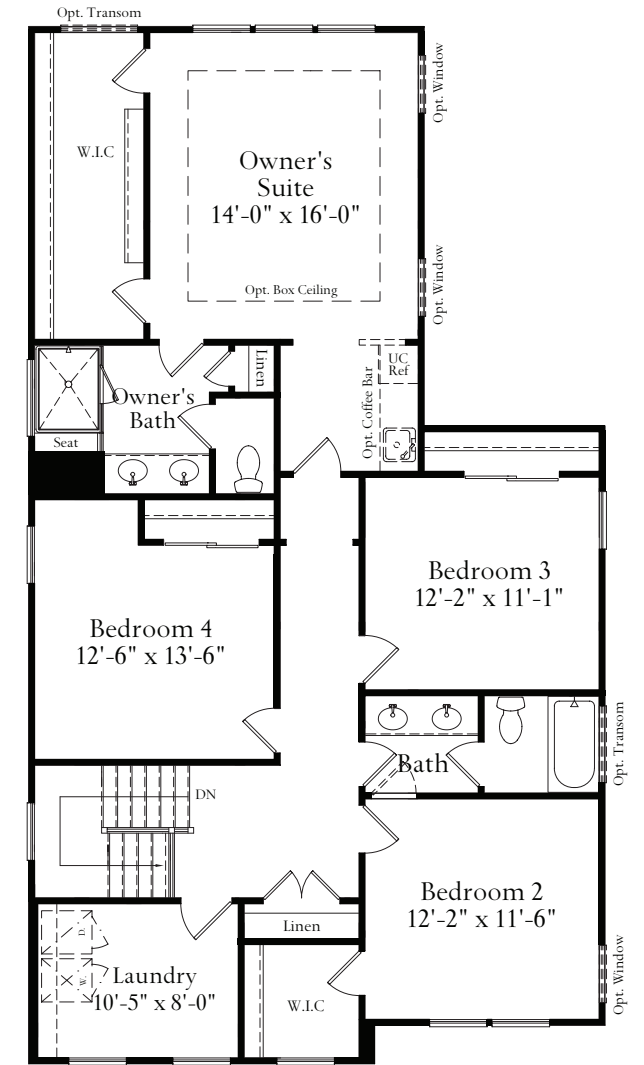 Opt. Transom
Opt. Window
W.I.C
Owner's
Suite
14'-0" x 16'-0"
Opt. Box Ceiling
Opt. Window
Linen
UC
Ref
Opt. Coffee Bar
Owner's
Bath
Seat
Bedroom 3
12'-2" x 11'-1"
Bedroom 4
12'-6" x 13'-6"
Opt. Transom
Bath
DN
Bedroom 2
12'-2" x 11'-6"
Linen
D.
W.
Laundry
10'-5" x 8'-0"
W.I.C
Opt. Window